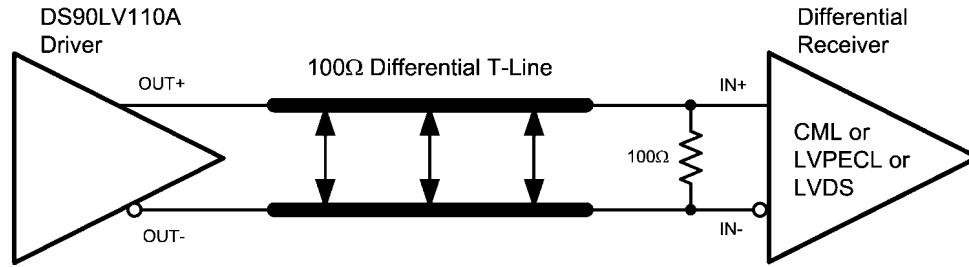 DS90LV110A
Driver
Differential
Receiver
100Ω Differential T-Line
OUT+
IN+
100Ω
CML or
LVPECL or
LVDS
OUT-
IN-